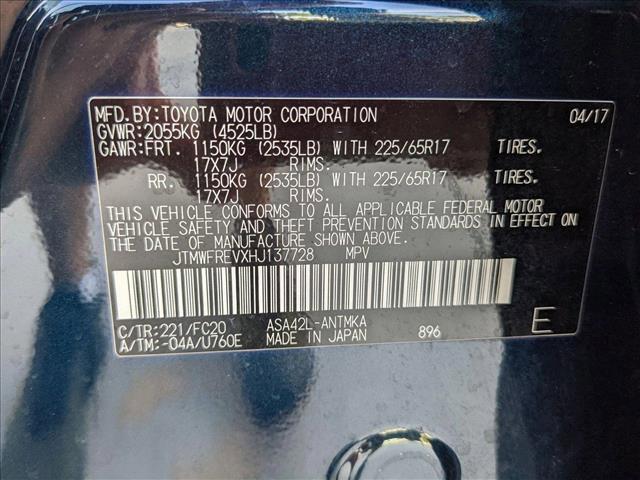 MFD.BY:TOYOTA MOTOR CORPORATION 04/17
GVWR:2055KG (4525LB)
GAWR:FRT. 1150KG (2535LB) WITH 225/65R17 TIRES.
17X7J RIMS.
RR. 1150KG (2535LB) WITH 225/65R17 TIRES.
17X7J RIMS.
THIS VEHICLE CONFORMS TO ALL APPLICABLE FEDERAL MOTOR
VEHICLE SAFETY AND THEFT PREVENTION STANDARDS IN EFFECT ON
THE DATE OF MANUFACTURE SHOWN ABOVE.
JTMWFREVXHJ137728 MPV
C/TR:221/FC20 ASA42L-ANTMKA
A/TM:-04A/U760E MADE IN JAPAN 896 E